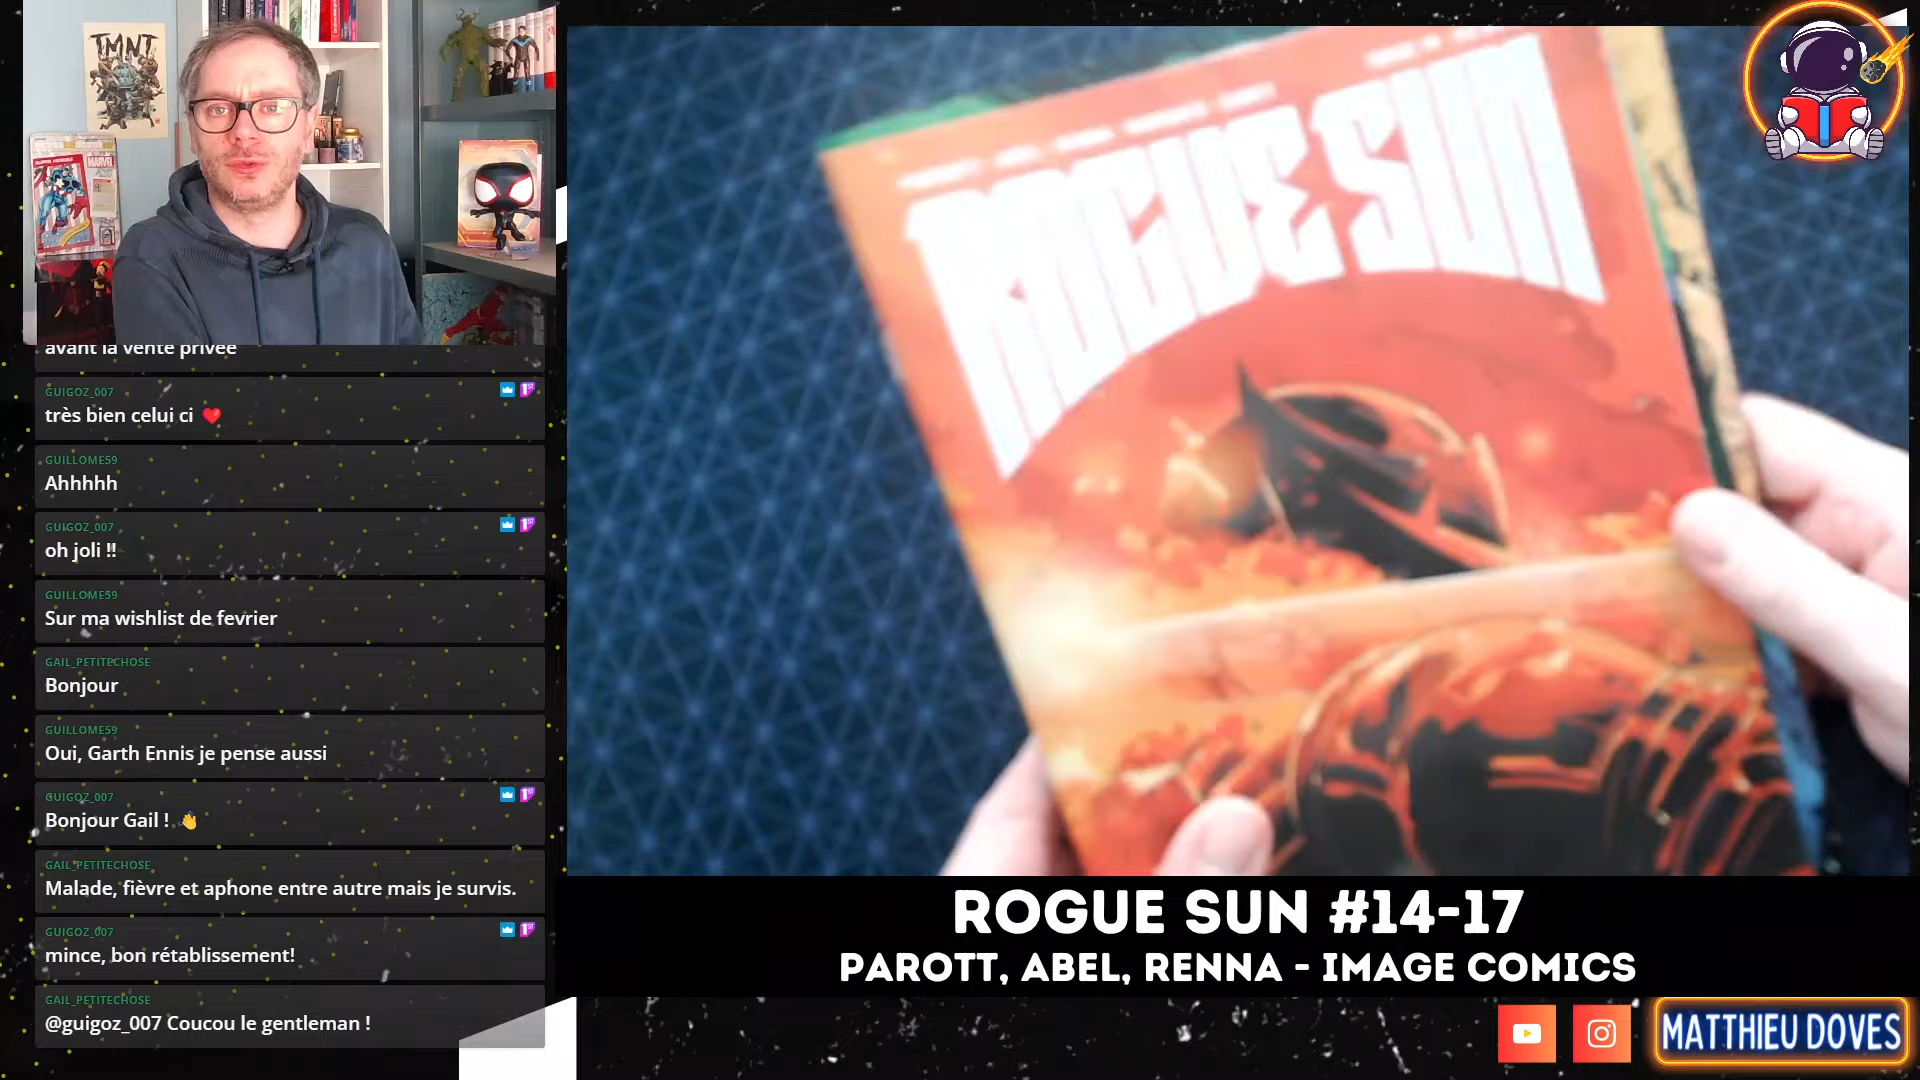 TMNT
MARVEL
avant la vente privée
GUIGOZ_007
très bien celui ci ❤️
GUILLOME59
Ahhhhh
GUIGOZ_007
oh joli !!
GUILLOME59
Sur ma wishlist de fevrier
GAIL_PETITECHOSE
Bonjour
GUILLOME59
Oui, Garth Ennis je pense aussi
GUIGOZ_007
Bonjour Gail ! 👋
GAIL_PETITECHOSE
Malade, fièvre et aphone entre autre mais je survis.
GUIGOZ_007
mince, bon rétablissement!
GAIL_PETITECHOSE
@guigoz_007 Coucou le gentleman !
ROGUE SUN
ROGUE SUN #14-17
PAROTT, ABEL, RENNA - IMAGE COMICS
MATTHIEU DOVES